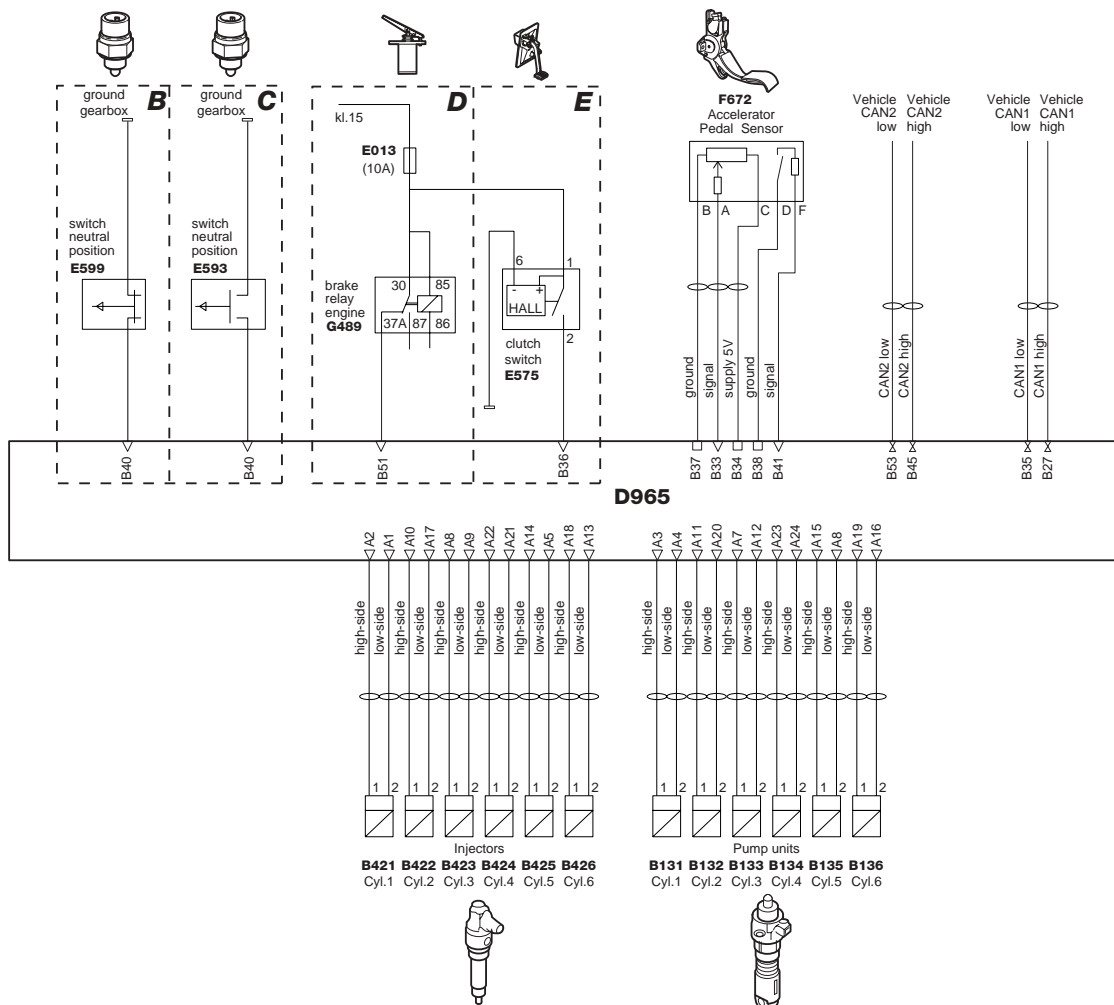 B
C
D
E
ground
gearbox
ground
gearbox
kl.15
E013
(10A)
F672
Accelerator
Pedal Sensor
Vehicle
CAN2
low
Vehicle
CAN2
high
Vehicle
CAN1
low
Vehicle
CAN1
high
B A C D F
switch
neutral
position
E599
switch
neutral
position
E593
brake
relay
engine
G489
30 85
37A 87 86
6 1
- +
HALL
2
clutch
switch
E575
ground
signal
supply 5V
ground
signal
CAN2 low
CAN2 high
CAN1 low
CAN1 high
B40
B40
B51
B36
B37
B33
B34
B38
B41
B53
B45
B35
B27
D965
A2
A1
A10
A17
A8
A9
A22
A21
A14
A5
A18
A13
A3
A4
A11
A20
A7
A12
A23
A24
A15
A8
A19
A16
high-side
low-side
high-side
low-side
high-side
low-side
high-side
low-side
high-side
low-side
high-side
low-side
high-side
low-side
high-side
low-side
high-side
low-side
high-side
low-side
high-side
low-side
high-side
low-side
1 2 1 2 1 2 1 2 1 2 1 2
1 2 1 2 1 2 1 2 1 2 1 2
Injectors
Pump units
B421 B422 B423 B424 B425 B426
Cyl.1 Cyl.2 Cyl.3 Cyl.4 Cyl.5 Cyl.6
B131 B132 B133 B134 B135 B136
Cyl.1 Cyl.2 Cyl.3 Cyl.4 Cyl.5 Cyl.6